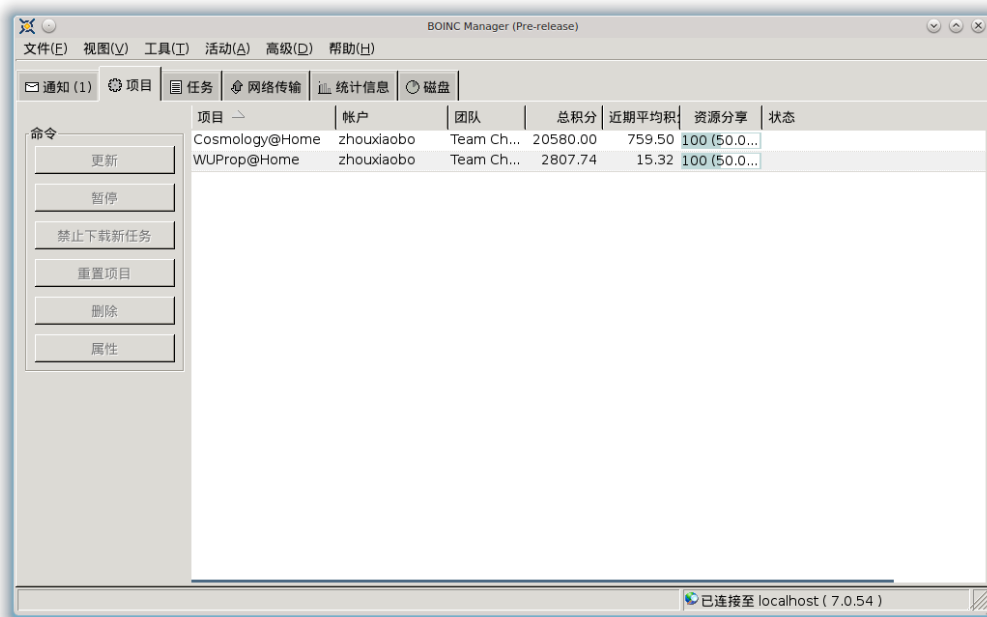 BOINC Manager (Pre-release)
文件(F) 视图(V) 工具(T) 活动(A) 高级(D) 帮助(H)
通知 (1) 项目 任务 网络传输 统计信息 磁盘
命令
更新
暂停
禁止下载新任务
重置项目
删除
属性
项目 帐户 团队 总积分 近期平均积 资源分享 状态
Cosmology@Home zhouxiaobo Team Ch... 20580.00 759.50 100 (50.0...
WUProp@Home zhouxiaobo Team Ch... 2807.74 15.32 100 (50.0...
已连接至 localhost ( 7.0.54 )